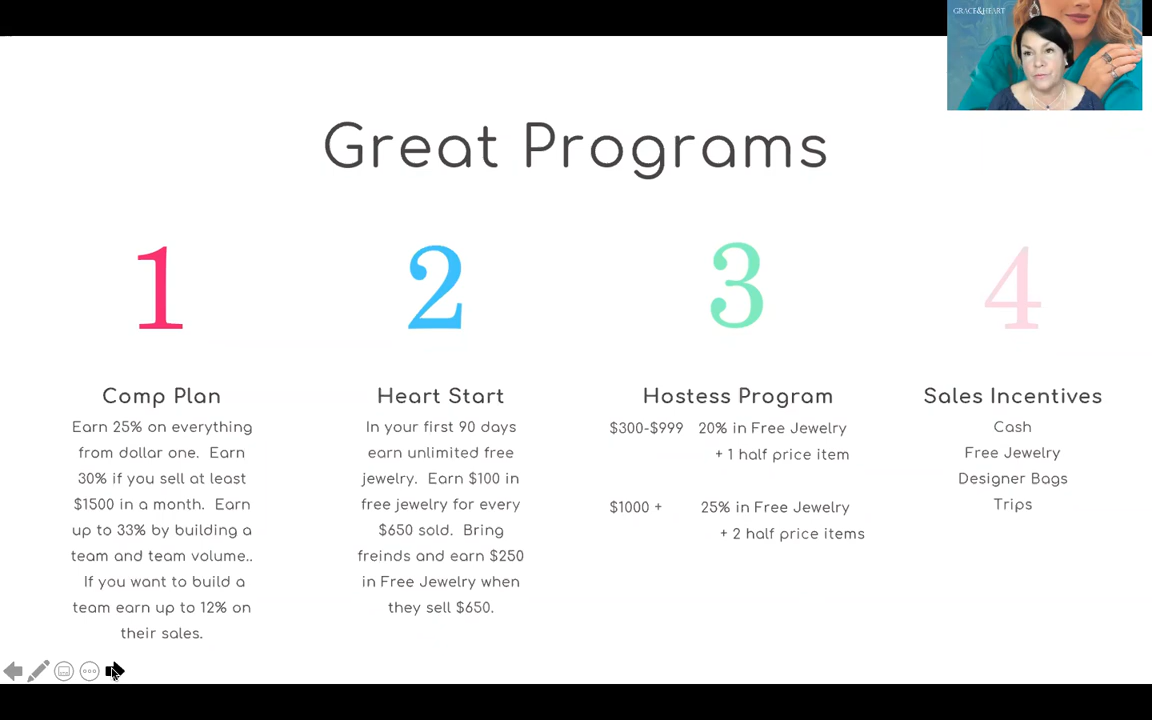 GRACE&HEART
Great Programs
1
Comp Plan
Earn 25% on everything
from dollar one.  Earn
30% if you sell at least
$1500 in a month.  Earn
up to 33% by building a
team and team volume..
If you want to build a
team earn up to 12% on
their sales.
2
Heart Start
In your first 90 days
earn unlimited free
jewelry.  Earn $100 in
free jewelry for every
$650 sold.  Bring
freinds and earn $250
in Free Jewelry when
they sell $650.
3
Hostess Program
$300-$999 20% in Free Jewelry
+ 1 half price item
$1000 + 25% in Free Jewelry
+ 2 half price items
4
Sales Incentives
Cash
Free Jewelry
Designer Bags
Trips